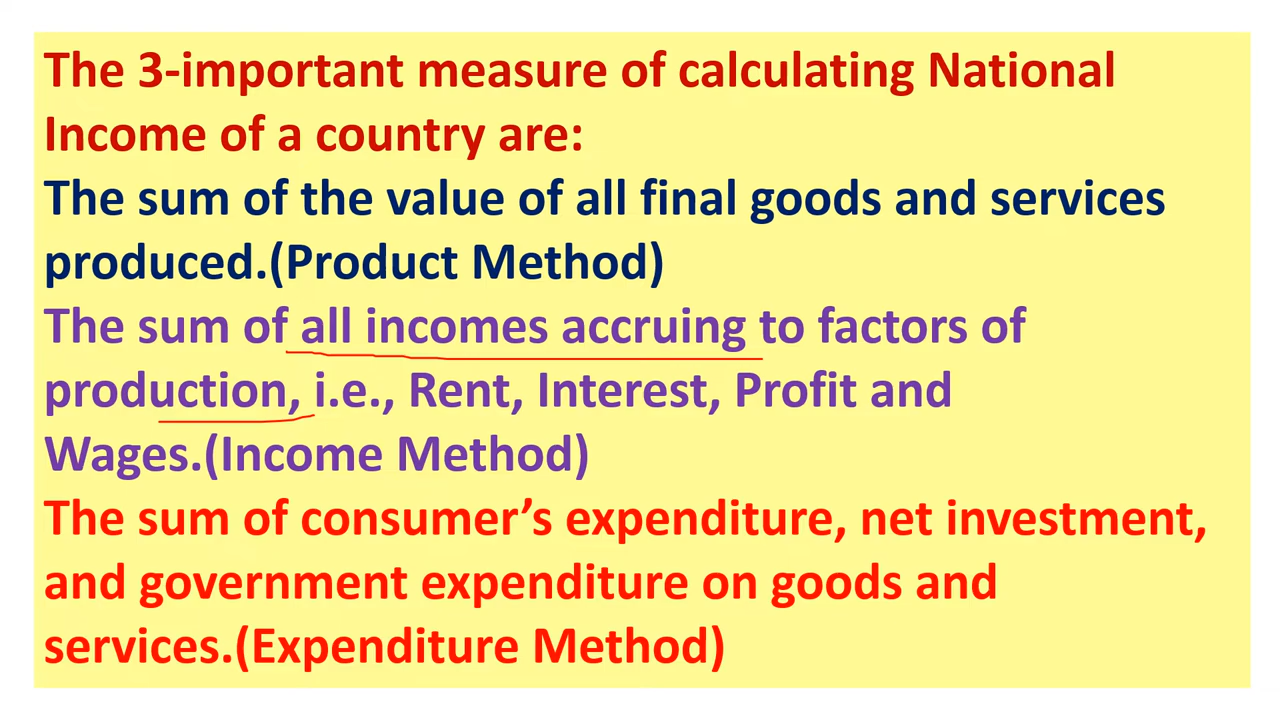 The 3-important measure of calculating National
Income of a country are:
The sum of the value of all final goods and services
produced.(Product Method)
The sum of all incomes accruing to factors of
production, i.e., Rent, Interest, Profit and
Wages.(Income Method)
The sum of consumer’s expenditure, net investment,
and government expenditure on goods and
services.(Expenditure Method)